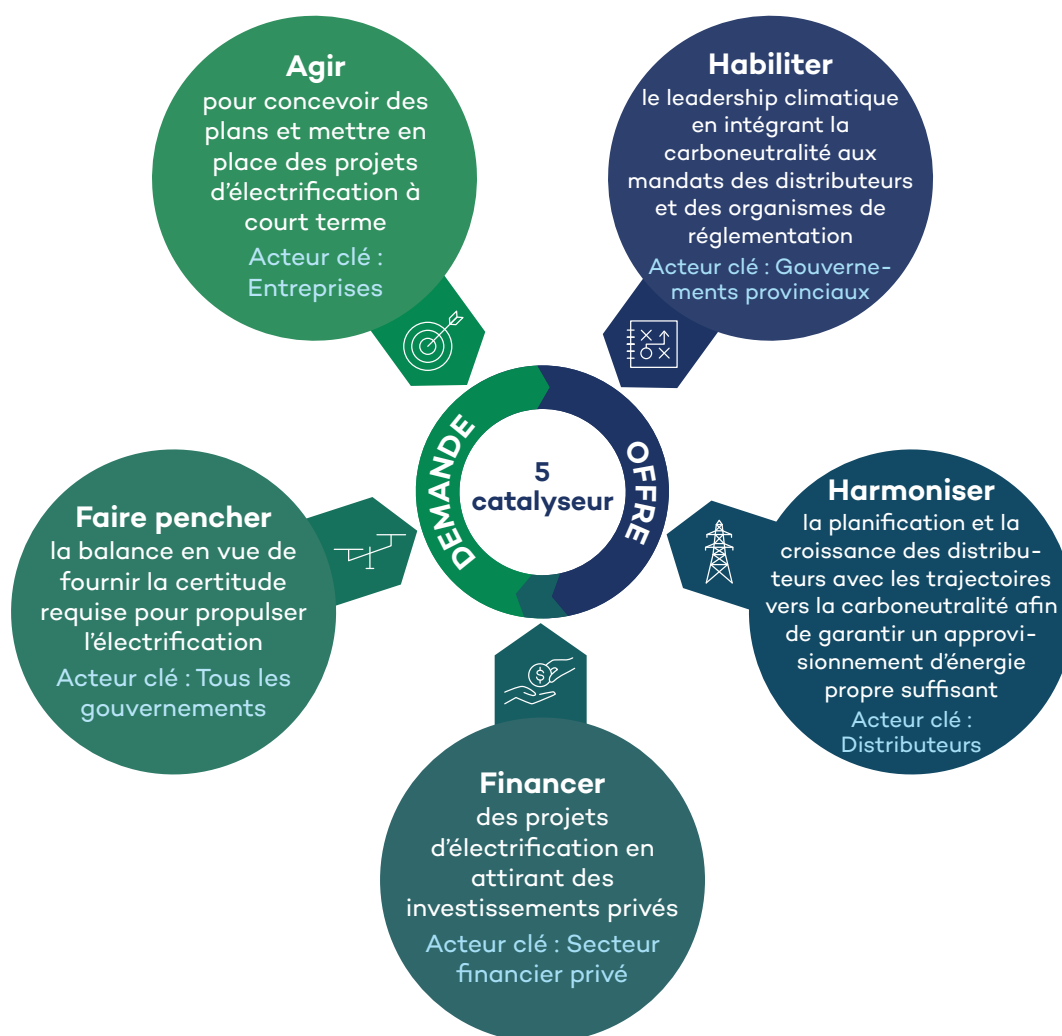 Agir
pour concevoir des
plans et mettre en
place des projets
d’électrification à
court terme
Acteur clé :
Entreprises
Habiliter
le leadership climatique
en intégrant la
carboneutralité aux
mandats des distributeurs
et des organismes de
réglementation
Acteur clé : Gouverne-
ments provinciaux
DEMANDE
OFFRE
5
catalyseur
Faire pencher
la balance en vue de
fournir la certitude
requise pour propulser
l’électrification
Acteur clé : Tous les
gouvernements
Harmoniser
la planification et la
croissance des distribu-
teurs avec les trajectoires
vers la carboneutralité afin
de garantir un approvi-
sionnement d’énergie
propre suffisant
Acteur clé :
Distributeurs
$
Financer
des projets
d’électrification en
attirant des
investissements privés
Acteur clé : Secteur
financier privé